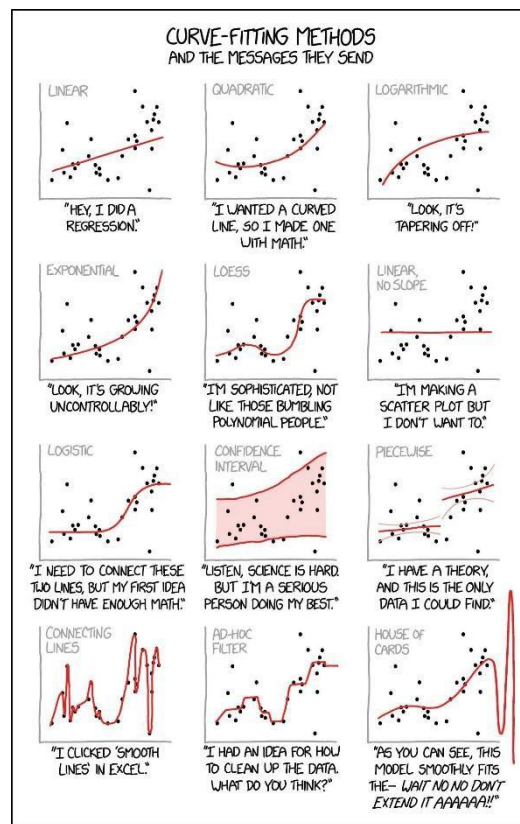 CURVE-FITTING METHODS
AND THE MESSAGES THEY SEND
LINEAR
"HEY, I DID A
REGRESSION."
QUADRATIC
"I WANTED A CURVED
LINE, SO I MADE ONE
WITH MATH."
LOGARITHMIC
"LOOK, IT'S
TAPERING OFF!"
EXPONENTIAL
"LOOK, IT'S GROWING
UNCONTROLLABLY!"
LOESS
"I'M SOPHISTICATED, NOT
LIKE THOSE BUMBLING
POLYNOMIAL PEOPLE."
LINEAR,
NO SLOPE
"I'M MAKING A
SCATTER PLOT BUT
I DON'T WANT TO."
LOGISTIC
"I NEED TO CONNECT THESE
TWO LINES, BUT MY FIRST IDEA
DIDN'T HAVE ENOUGH MATH."
CONFIDENCE
INTERVAL
"LISTEN, SCIENCE IS HARD.
BUT I'M A SERIOUS
PERSON DOING MY BEST."
PIECEWISE
"I HAVE A THEORY,
AND THIS IS THE ONLY
DATA I COULD FIND."
CONNECTING
LINES
"I CLICKED 'SMOOTH
LINES' IN EXCEL."
AD-HOC
FILTER
"I HAD AN IDEA FOR HOW
TO CLEAN UP THE DATA.
WHAT DO YOU THINK?"
HOUSE OF
CARDS
"AS YOU CAN SEE, THIS
MODEL SMOOTHLY FITS
THE- WAIT NO NO DON'T
EXTEND IT AAAAAA!!"